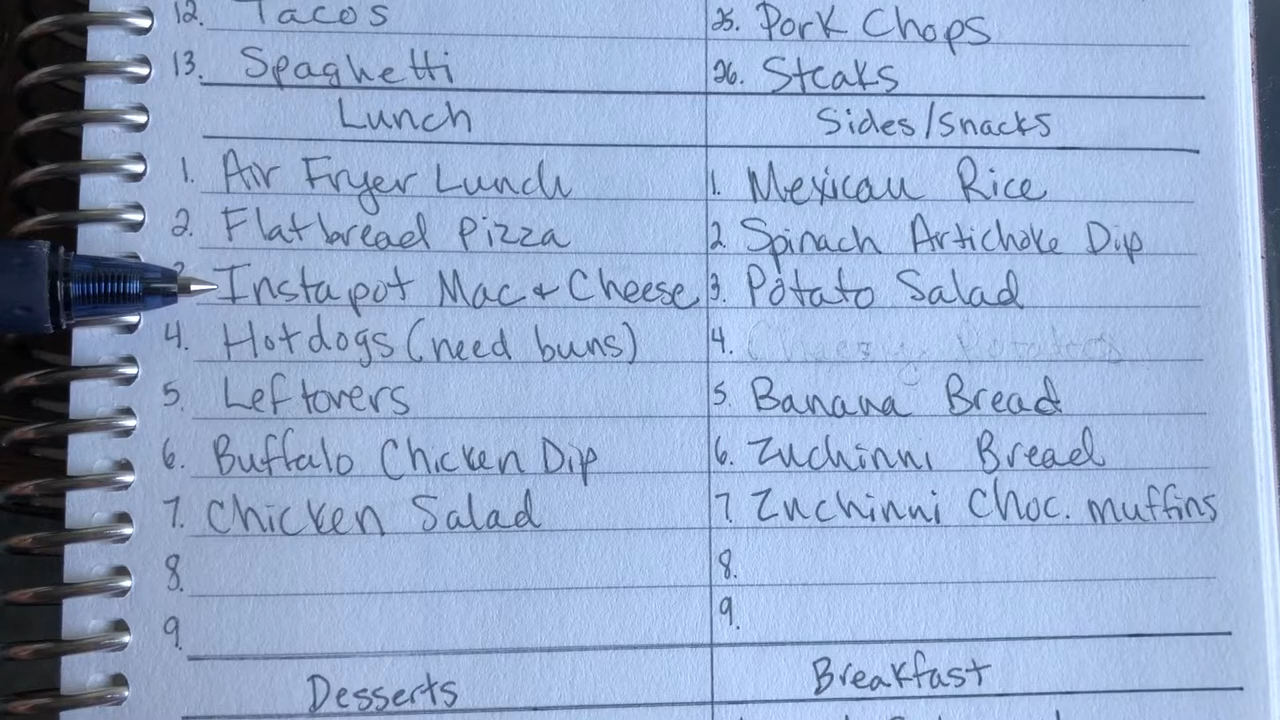 12. Tacos
25. Pork Chops
13. Spaghetti
26. Steaks
Lunch
Sides/Snacks
1. Air Fryer Lunch
1. Mexican Rice
2. Flatbread Pizza
2. Spinach Artichoke Dip
Instapot Mac & Cheese
3. Potato Salad
4. Hotdogs (need buns)
4. Cheesy Potatoes
5. Leftovers
5. Banana Bread
6. Buffalo Chicken Dip
6. Zuchinni Bread
7. Chicken Salad
7. Zuchinni Choc. muffins
8.
8.
9.
9.
Desserts
Breakfast